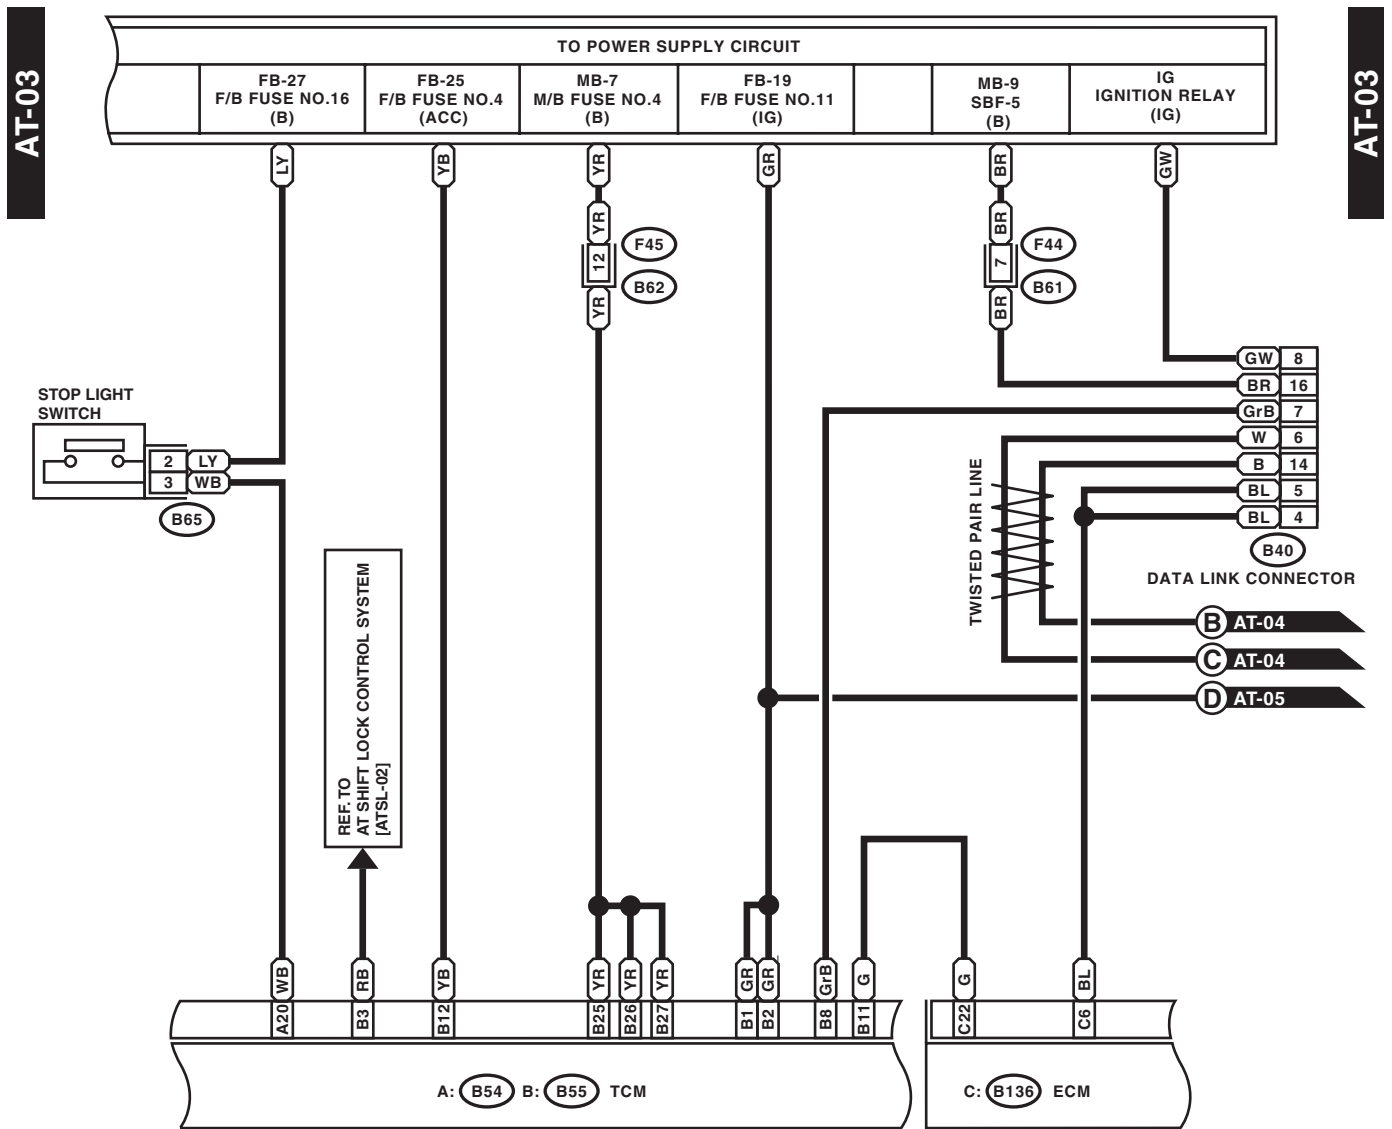 AT-03
AT-03
TO POWER SUPPLY CIRCUIT
FB-27
F/B FUSE NO.16
(B)
FB-25
F/B FUSE NO.4
(ACC)
MB-7
M/B FUSE NO.4
(B)
FB-19
F/B FUSE NO.11
(IG)
MB-9
SBF-5
(B)
IG
IGNITION RELAY
(IG)
LY
YB
YR
GR
BR
GW
YR
12
YR
F45
B62
BR
7
BR
F44
B61
STOP LIGHT
SWITCH
2 LY
3 WB
B65
GW 8
BR 16
GrB 7
W 6
B 14
BL 5
BL 4
B40
DATA LINK CONNECTOR
TWISTED PAIR LINE
B AT-04
C AT-04
D AT-05
REF. TO
AT SHIFT LOCK CONTROL SYSTEM
[ATSL-02]
WB
RB
YB
YR
YR
YR
GR
GR
GrB
G
G
BL
A20
B3
B12
B25
B26
B27
B1
B2
B8
B11
C22
C6
A: B54 B: B55 TCM
C: B136 ECM